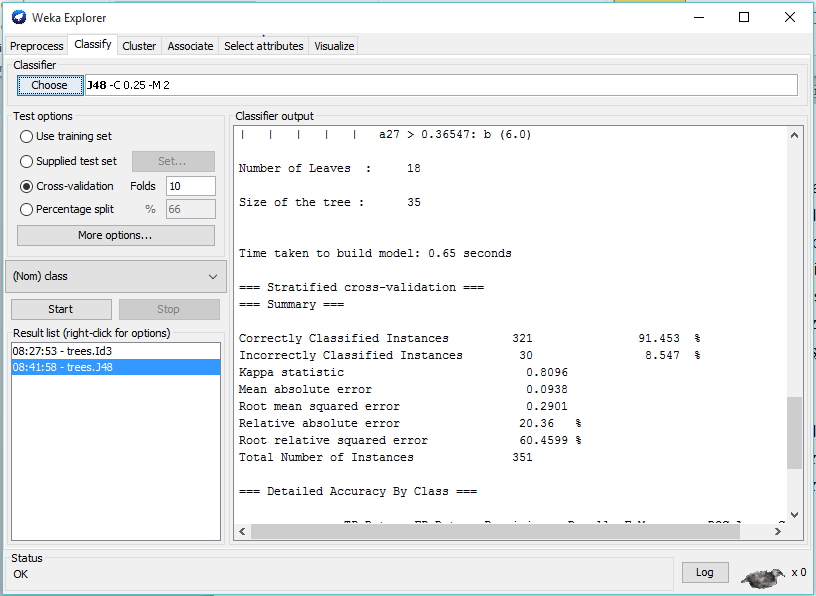 Weka Explorer
Preprocess Classify Cluster Associate Select attributes Visualize
Classifier
Choose J48 -C 0.25 -M 2
Test options
Use training set
Supplied test set Set...
Cross-validation Folds 10
Percentage split % 66
More options...
(Nom) class
Start Stop
Result list (right-click for options)
08:27:53 - trees.Id3
08:41:58 - trees.J48
Classifier output
| | | | | a27 > 0.36547: b (6.0)
Number of Leaves : 18
Size of the tree : 35
Time taken to build model: 0.65 seconds
=== Stratified cross-validation ===
=== Summary ===
Correctly Classified Instances 321 91.453 %
Incorrectly Classified Instances 30 8.547 %
Kappa statistic 0.8096
Mean absolute error 0.0938
Root mean squared error 0.2901
Relative absolute error 20.36 %
Root relative squared error 60.4599 %
Total Number of Instances 351
=== Detailed Accuracy By Class ===
Status
OK
Log x 0